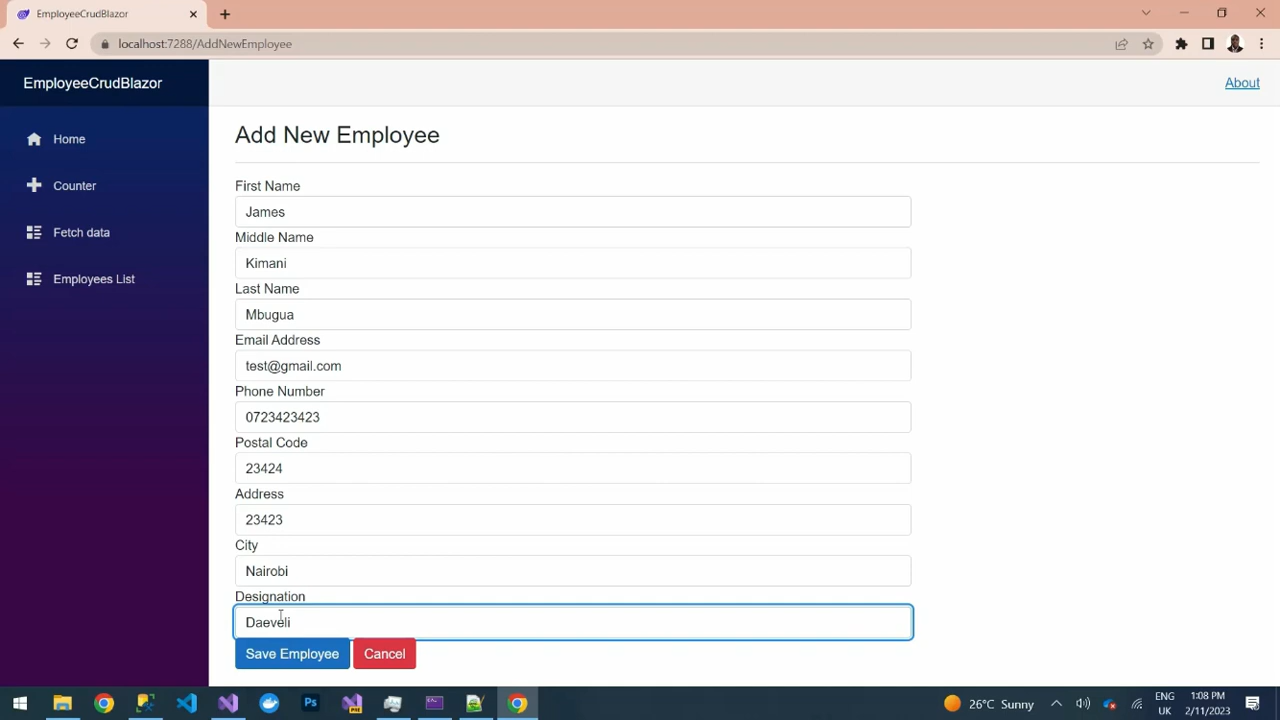 EmployeeCrudBlazor
localhost:7288/AddNewEmployee
EmployeeCrudBlazor
About
Home
Counter
Fetch data
Employees List
Add New Employee
First Name
James
Middle Name
Kimani
Last Name
Mbugua
Email Address
test@gmail.com
Phone Number
0723423423
Postal Code
23424
Address
23423
City
Nairobi
Designation
Daeveli
Save Employee
Cancel
Ps
26°C Sunny
ENG
UK
1:08 PM
2/11/2023